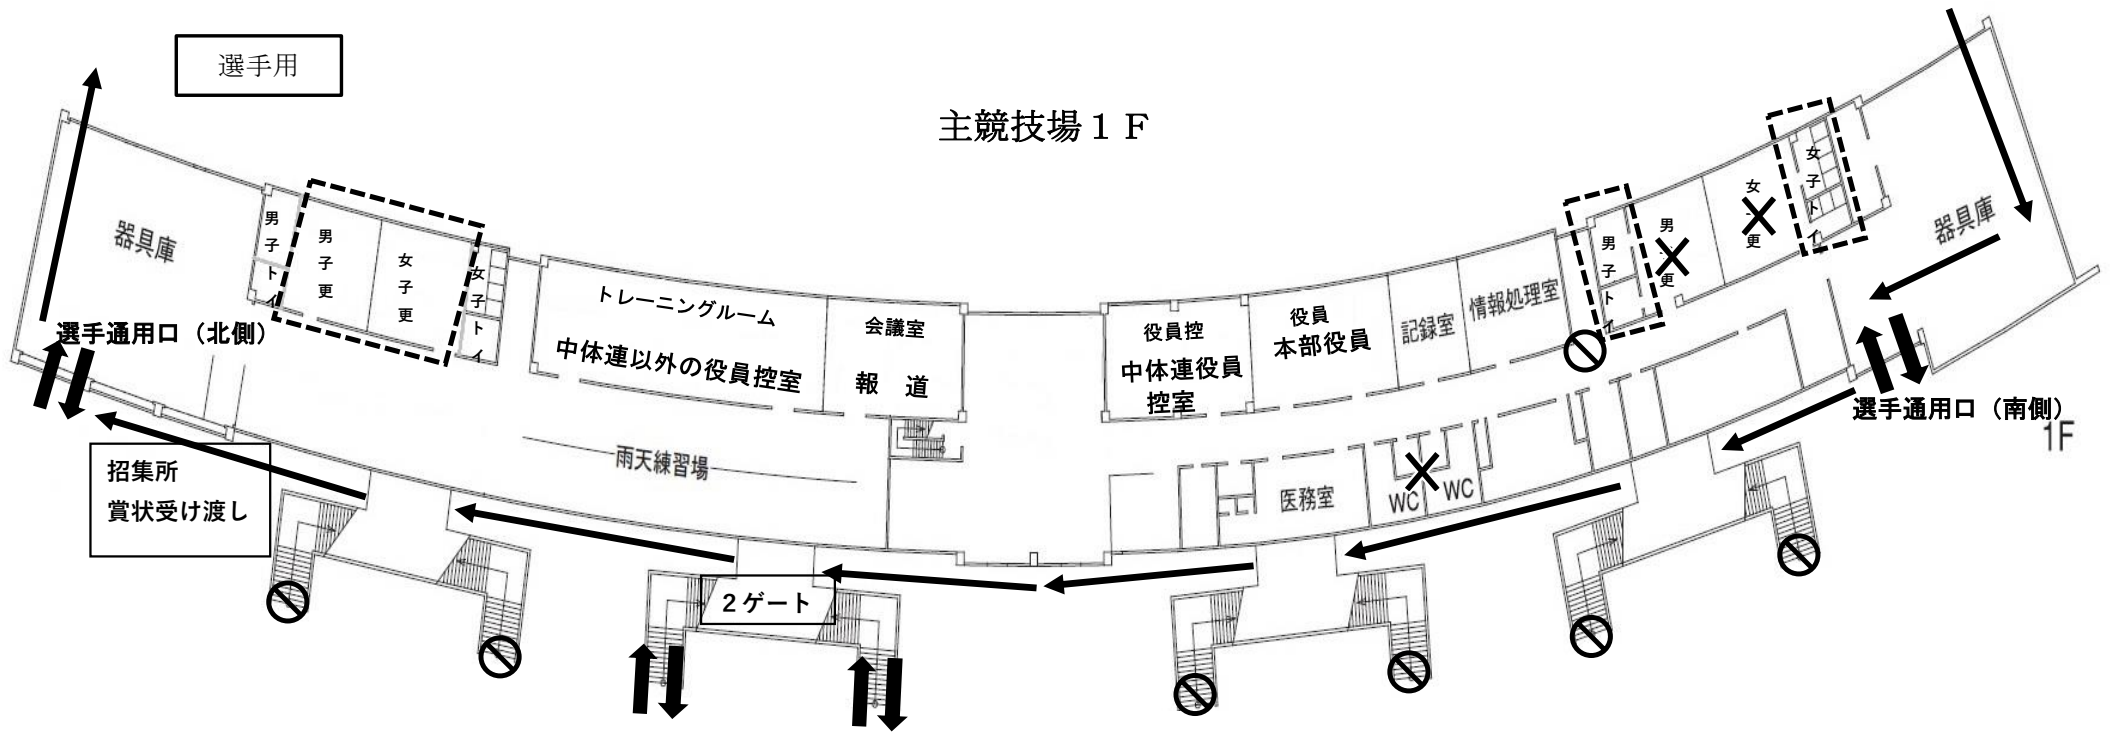 選手用
主競技場１Ｆ
器具庫
男子トイ
男子更
女子更
女子トイ
トレーニングルーム
中体連以外の役員控室
会議室
報　道
役員控
中体連役員
控室
役員
本部役員
記録室
情報処理室
男子トイ
男
更
女
更
女子トイ
器具庫
選手通用口（北側）
選手通用口（南側）
1F
雨天練習場
医務室
WC
WC
招集所
賞状受け渡し
２ゲート